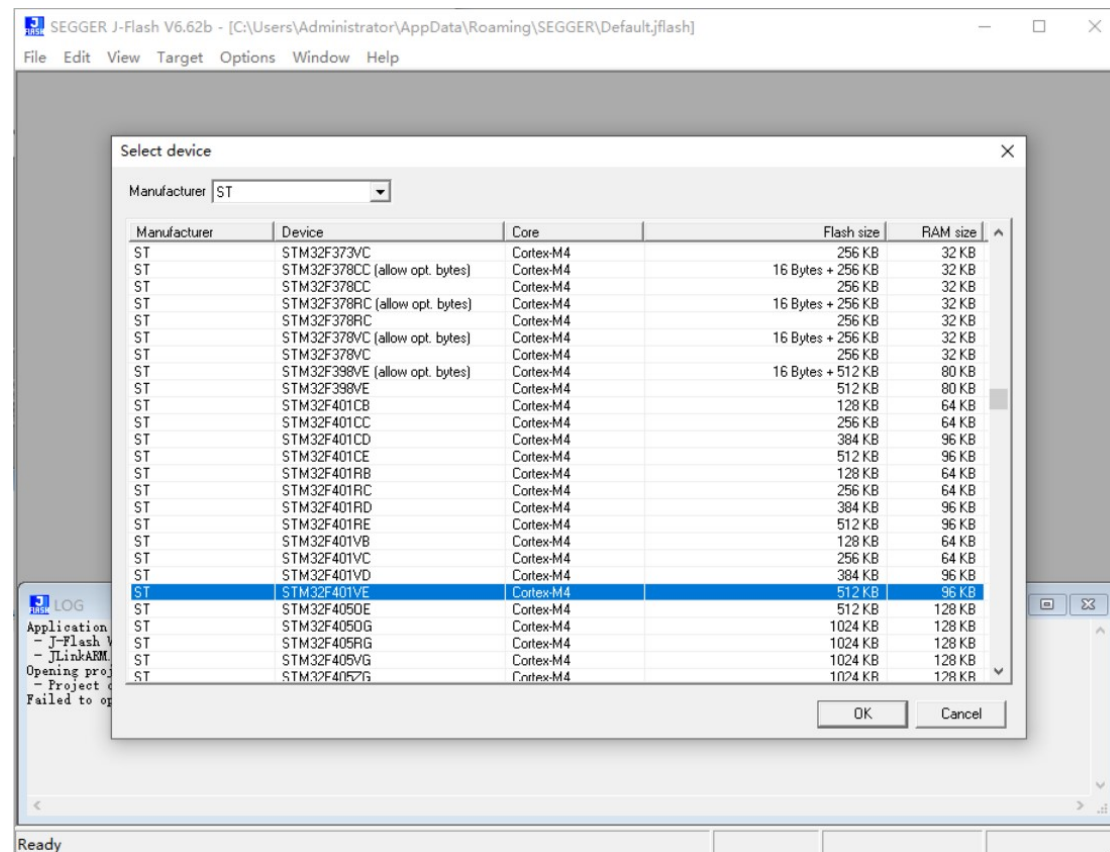 SEGGER J-Flash V6.62b - [C:\Users\Administrator\AppData\Roaming\SEGGER\Default.jflash]
File Edit View Target Options Window Help
Select device
Manufacturer ST
Manufacturer Device Core Flash size RAM size
ST STM32F373VC Cortex-M4 256 KB 32 KB
ST STM32F378CC (allow opt. bytes) Cortex-M4 16 Bytes + 256 KB 32 KB
ST STM32F378CC Cortex-M4 256 KB 32 KB
ST STM32F378RC (allow opt. bytes) Cortex-M4 16 Bytes + 256 KB 32 KB
ST STM32F378RC Cortex-M4 256 KB 32 KB
ST STM32F378VC (allow opt. bytes) Cortex-M4 16 Bytes + 256 KB 32 KB
ST STM32F378VC Cortex-M4 256 KB 32 KB
ST STM32F398VE (allow opt. bytes) Cortex-M4 16 Bytes + 512 KB 80 KB
ST STM32F398VE Cortex-M4 512 KB 80 KB
ST STM32F401CB Cortex-M4 128 KB 64 KB
ST STM32F401CC Cortex-M4 256 KB 64 KB
ST STM32F401CD Cortex-M4 384 KB 96 KB
ST STM32F401CE Cortex-M4 512 KB 96 KB
ST STM32F401RB Cortex-M4 128 KB 64 KB
ST STM32F401RC Cortex-M4 256 KB 64 KB
ST STM32F401RD Cortex-M4 384 KB 96 KB
ST STM32F401RE Cortex-M4 512 KB 96 KB
ST STM32F401VB Cortex-M4 128 KB 64 KB
ST STM32F401VC Cortex-M4 256 KB 64 KB
ST STM32F401VD Cortex-M4 384 KB 96 KB
ST STM32F401VE Cortex-M4 512 KB 96 KB
ST STM32F405OE Cortex-M4 512 KB 128 KB
ST STM32F405OG Cortex-M4 1024 KB 128 KB
ST STM32F405RG Cortex-M4 1024 KB 128 KB
ST STM32F405VG Cortex-M4 1024 KB 128 KB
ST STM32F405ZG Cortex-M4 1024 KB 128 KB
OK Cancel
LOG
Application
- J-Flash V
- JLinkARM.
Opening proj
- Project
Failed to op
Ready